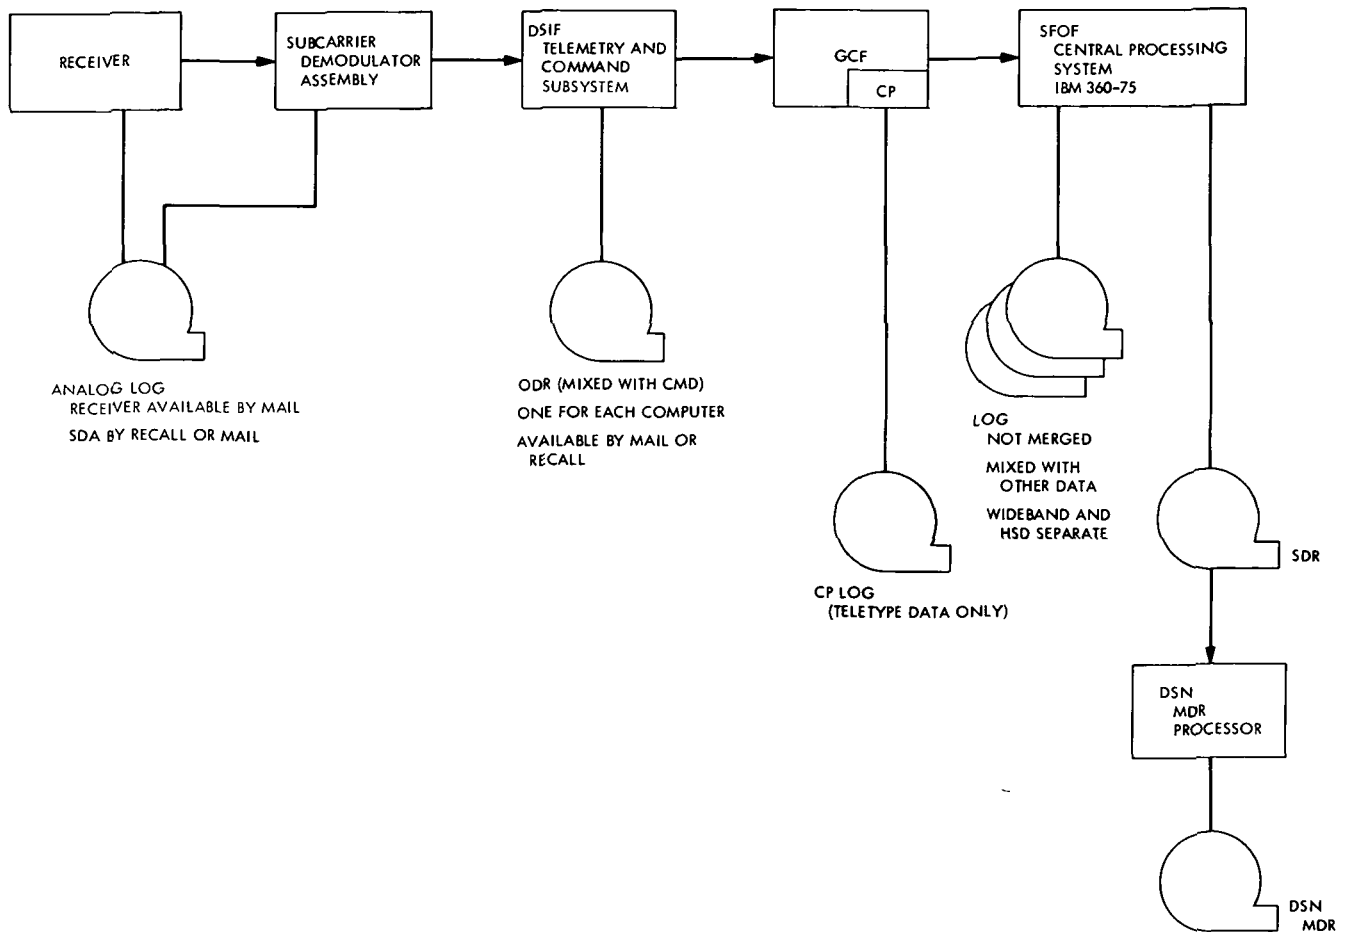 RECEIVER
SUBCARRIER
DEMODULATOR
ASSEMBLY
DSIF
TELEMETRY AND
COMMAND
SUBSYSTEM
GCF
CP
SFOF
CENTRAL PROCESSING
SYSTEM
IBM 360-75
ANALOG LOG
RECEIVER AVAILABLE BY MAIL
SDA BY RECALL OR MAIL
ODR (MIXED WITH CMD)
ONE FOR EACH COMPUTER
AVAILABLE BY MAIL OR
RECALL
CP LOG
(TELETYPE DATA ONLY)
LOG
NOT MERGED
MIXED WITH
OTHER DATA
WIDEBAND AND
HSD SEPARATE
SDR
DSN
MDR
PROCESSOR
DSN
MDR